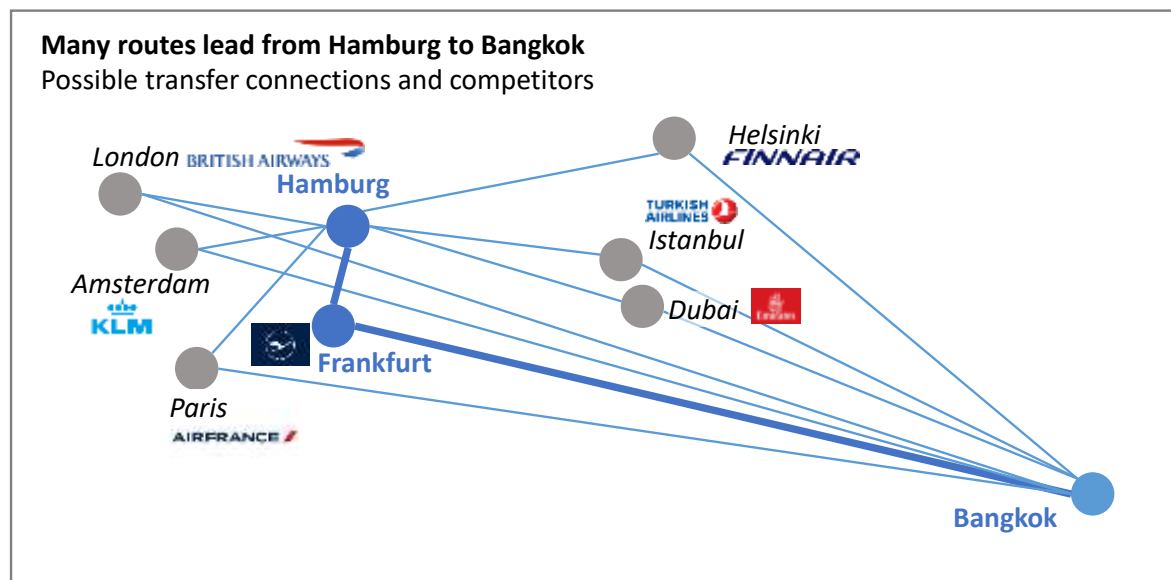 Many routes lead from Hamburg to Bangkok
Possible transfer connections and competitors
London BRITISH AIRWAYS
Hamburg
Helsinki
FINNAIR
TURKISH
AIRLINES
Istanbul
Amsterdam
KLM
Dubai Emirates
Frankfurt
Paris
AIRFRANCE
Bangkok